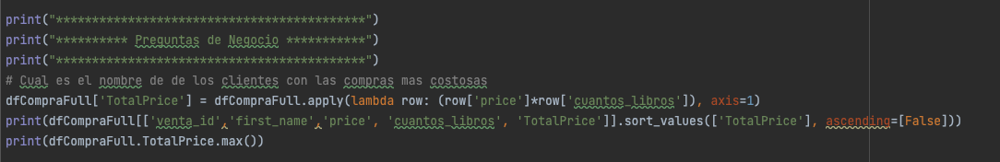 print("*******************************************")
print("********** Preguntas de Negocio ***********")
print("*******************************************")
# Cual es el nombre de de los clientes con las compras mas costosas
dfCompraFull['TotalPrice'] = dfCompraFull.apply(lambda row: (row['price']*row['cuantos_libros']), axis=1)
print(dfCompraFull[['venta_id','first_name','price', 'cuantos_libros', 'TotalPrice']].sort_values(['TotalPrice'], ascending=[False]))
print(dfCompraFull.TotalPrice.max())